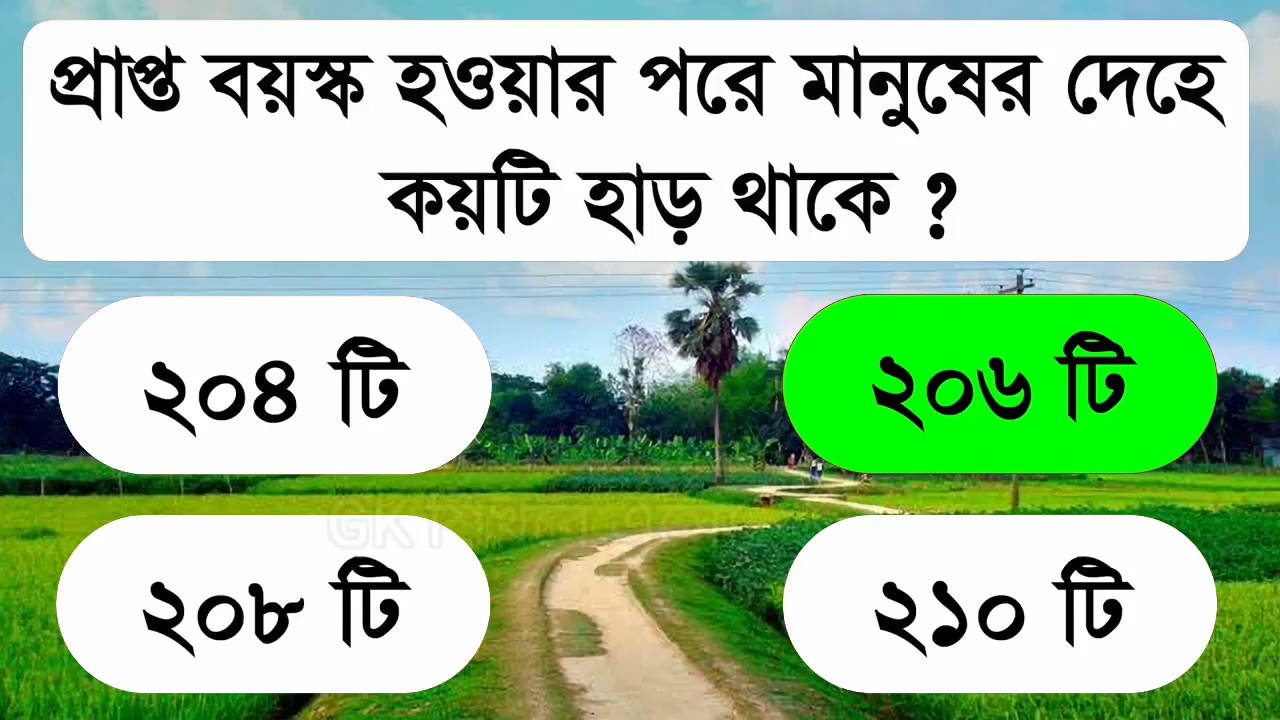 প্রাপ্ত বয়স্ক হওয়ার পরে মানুষের দেহে
কয়টি হাড় থাকে ?
২০৪ টি
২০৬ টি
২০৮ টি
২১০ টি